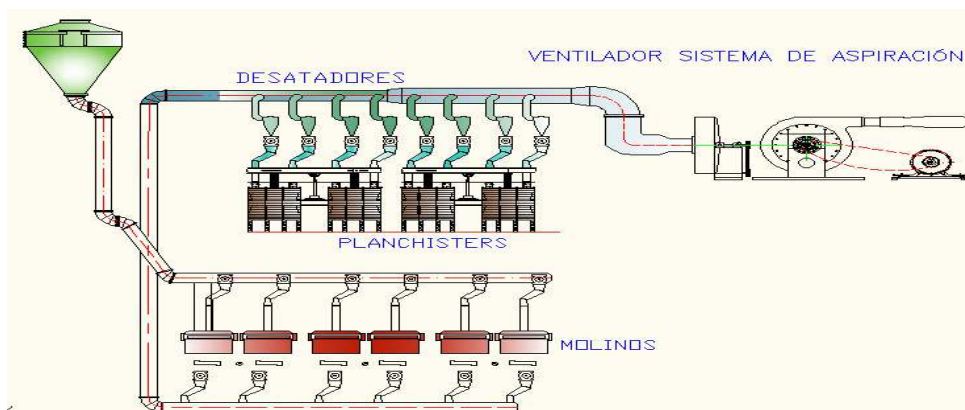 VENTILADOR SISTEMA DE ASPIRACIÓN
DESATADORES
PLANCHISTERS
MOLINOS